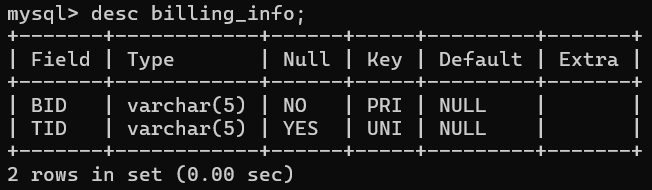 mysql> desc billing_info;
+-------+------------+------+-----+---------+-------+
| Field | Type       | Null | Key | Default | Extra |
+-------+------------+------+-----+---------+-------+
| BID   | varchar(5) | NO   | PRI | NULL    |       |
| TID   | varchar(5) | YES  | UNI | NULL    |       |
+-------+------------+------+-----+---------+-------+
2 rows in set (0.00 sec)